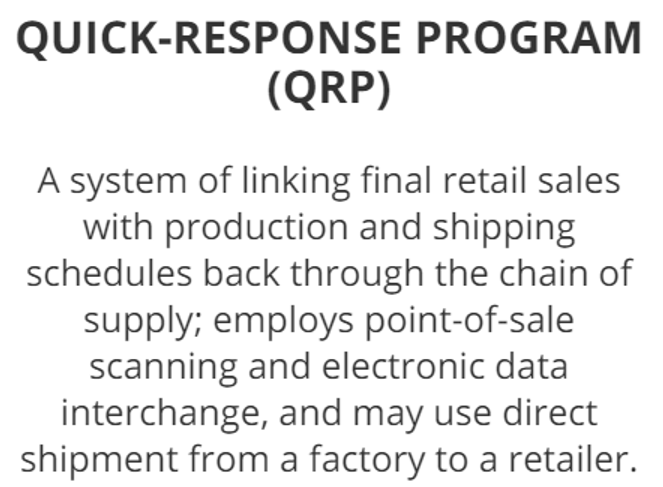 QUICK-RESPONSE PROGRAM
(QRP)
A system of linking final retail sales
with production and shipping
schedules back through the chain of
supply; employs point-of-sale
scanning and electronic data
interchange, and may use direct
shipment from a factory to a retailer.